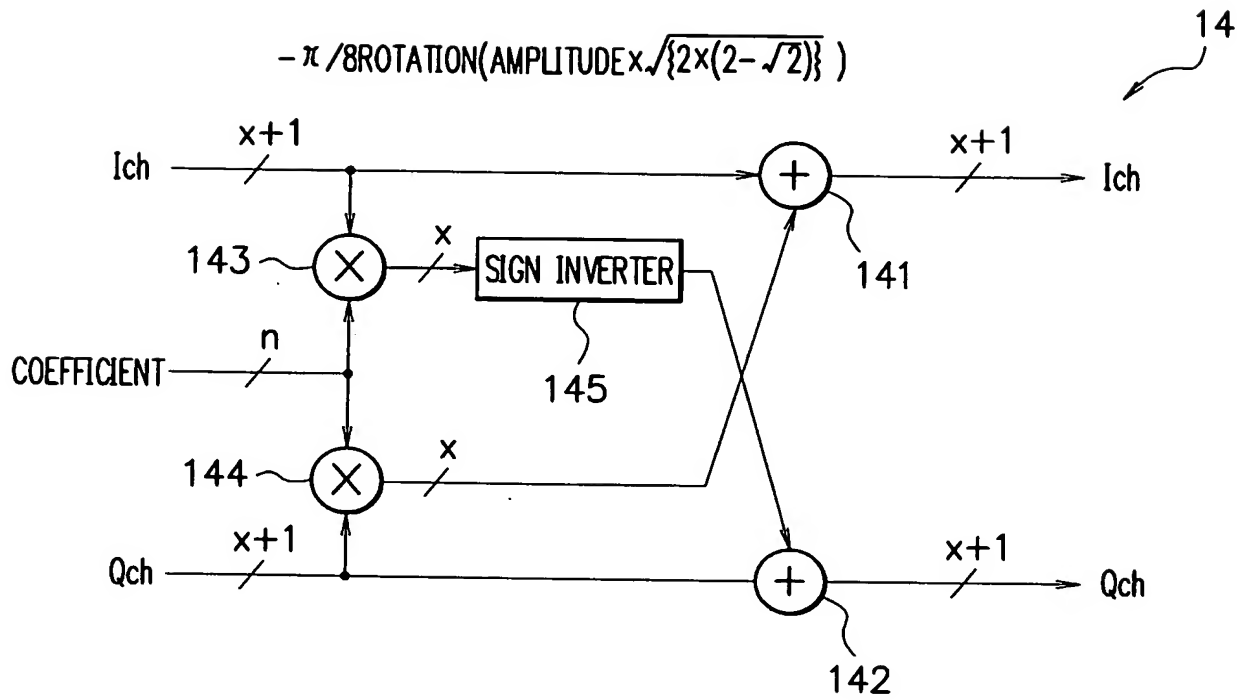 14
-π/8ROTATION(AMPLITUDE×√{2×(2-√2)})
x+1
x+1
Ich
+
Ich
143
×
x
SIGN INVERTER
141
n
COEFFICIENT
145
x
144
×
x+1
x+1
Qch
+
Qch
142